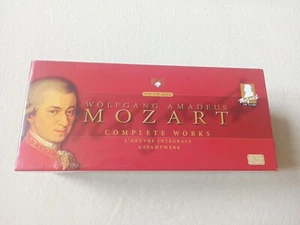 WOLFGANG AMADEUS
MOZART
COMPLETE WORKS
L'OEUVRE INTEGRALE
GESAMTWERK